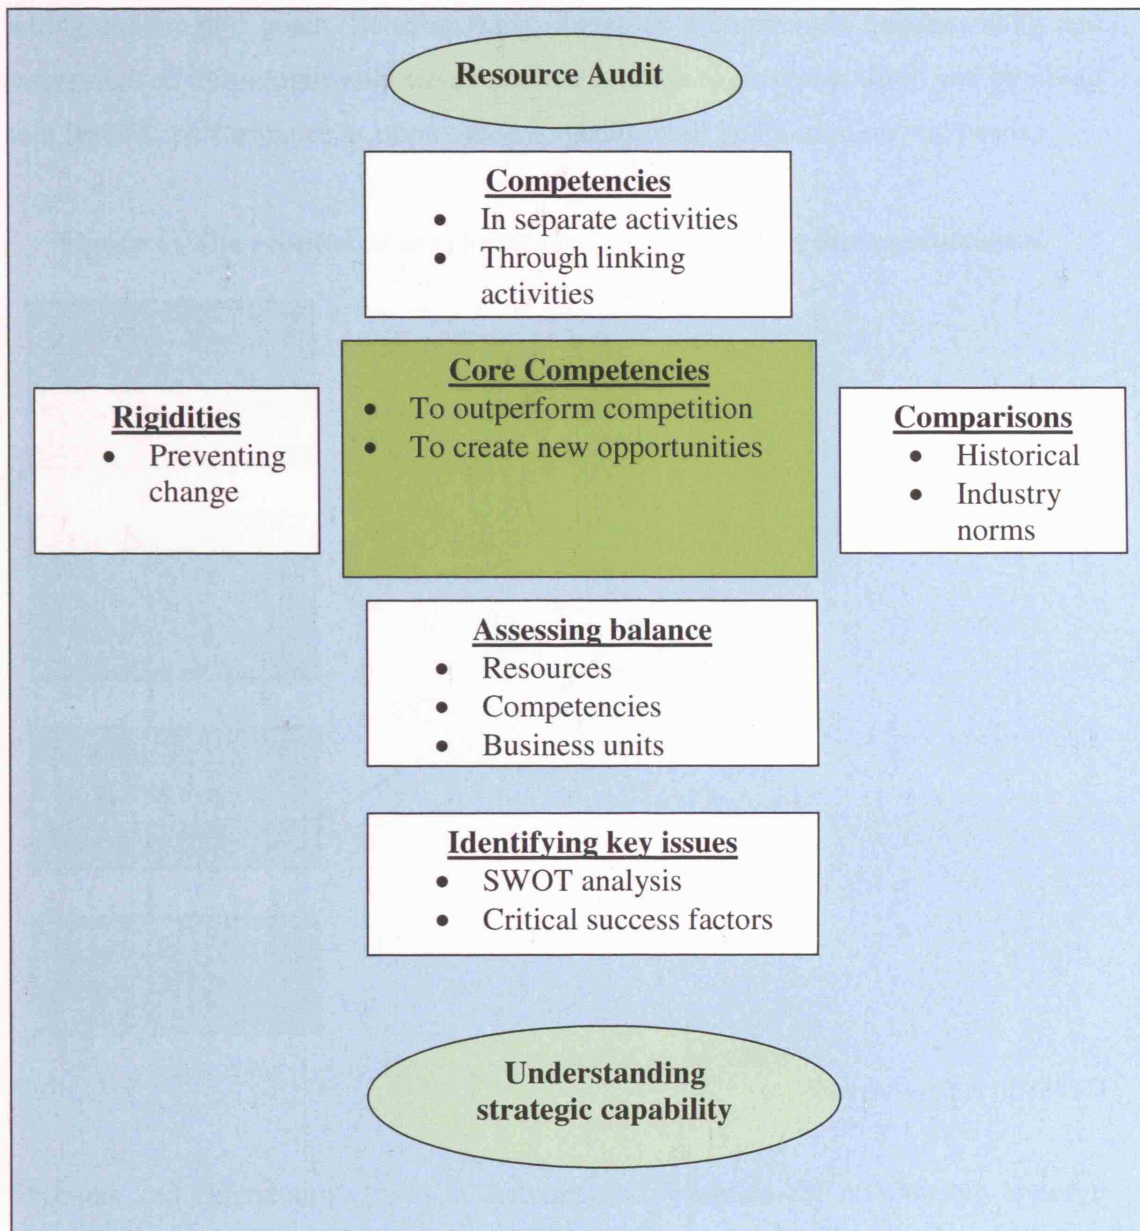 Resource Audit
Competencies
• In separate activities
• Through linking
activities
Core Competencies
• To outperform competition
• To create new opportunities
Rigidities
• Preventing
change
Comparisons
• Historical
• Industry
norms
Assessing balance
• Resources
• Competencies
• Business units
Identifying key issues
• SWOT analysis
• Critical success factors
Understanding
strategic capability